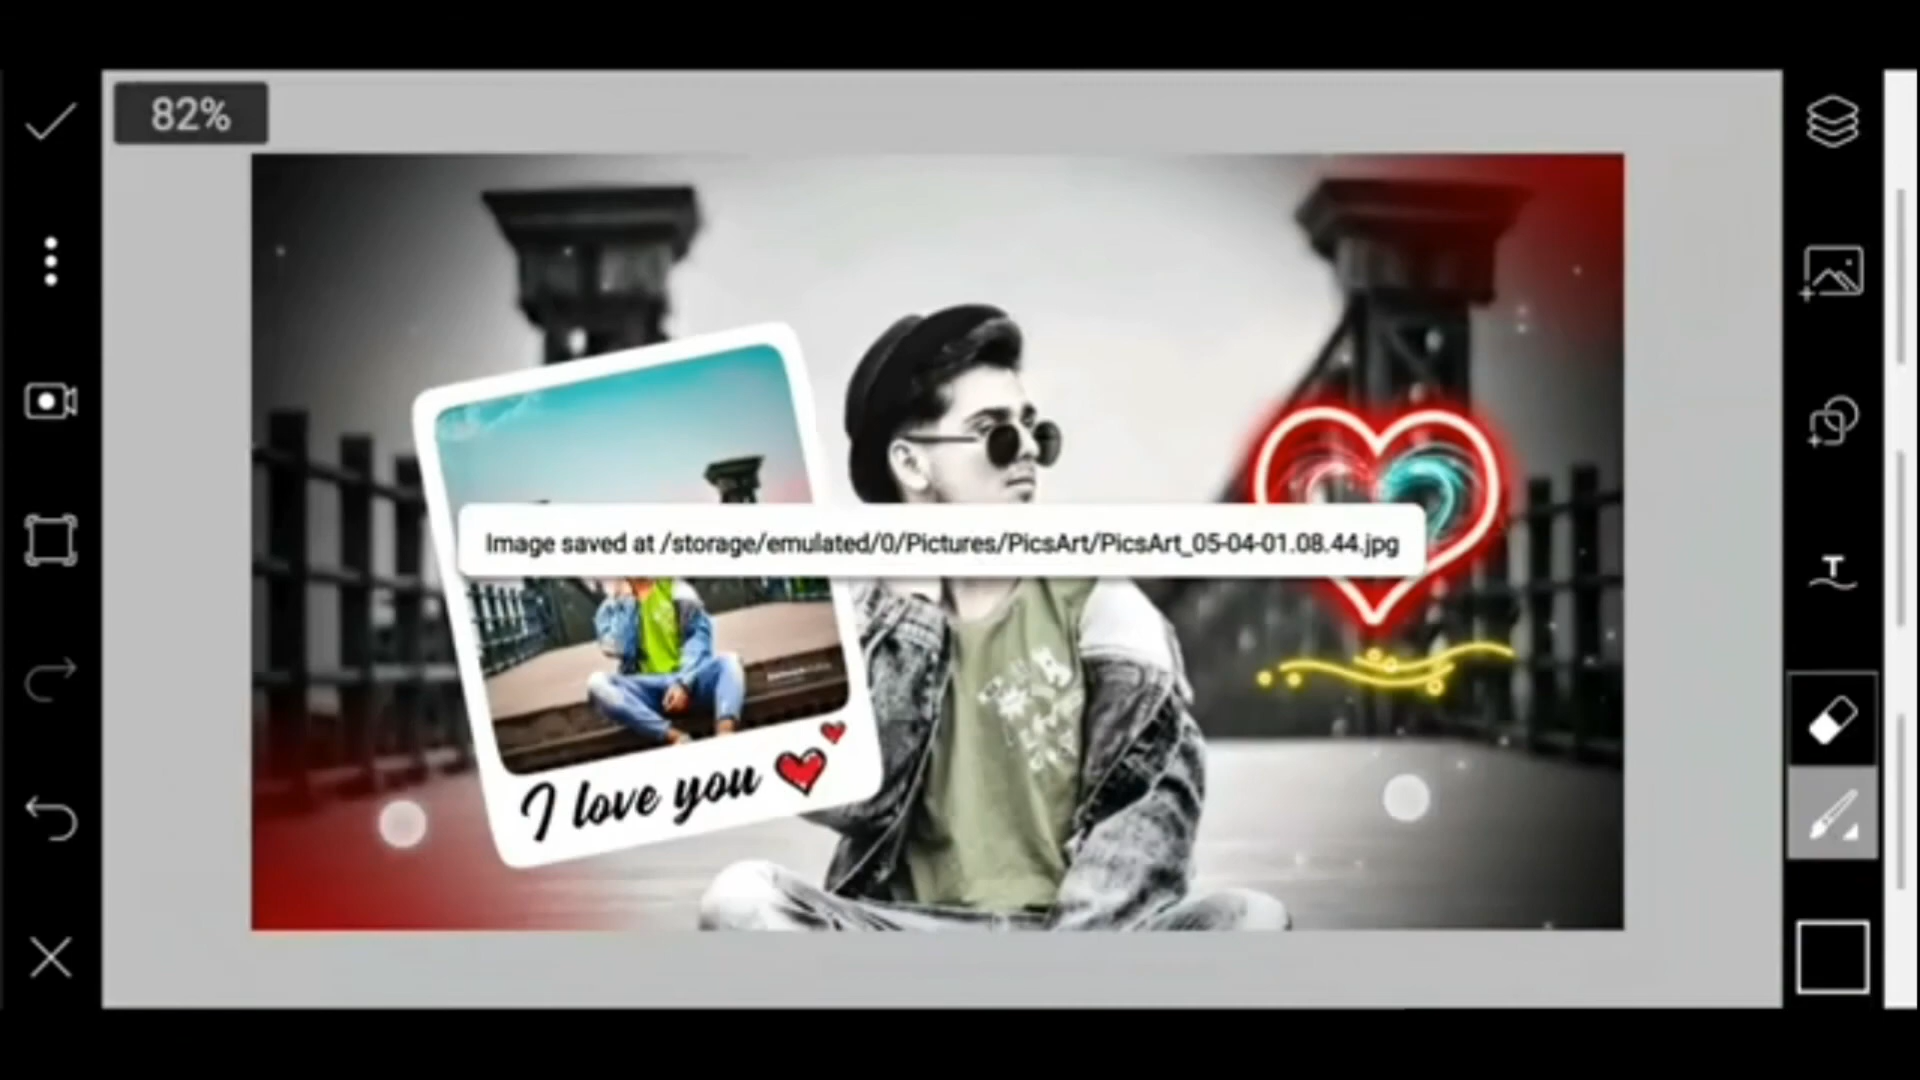 82%
Image saved at /storage/emulated/0/Pictures/PicsArt/PicsArt_05-04-01.08.44.jpg
I love you